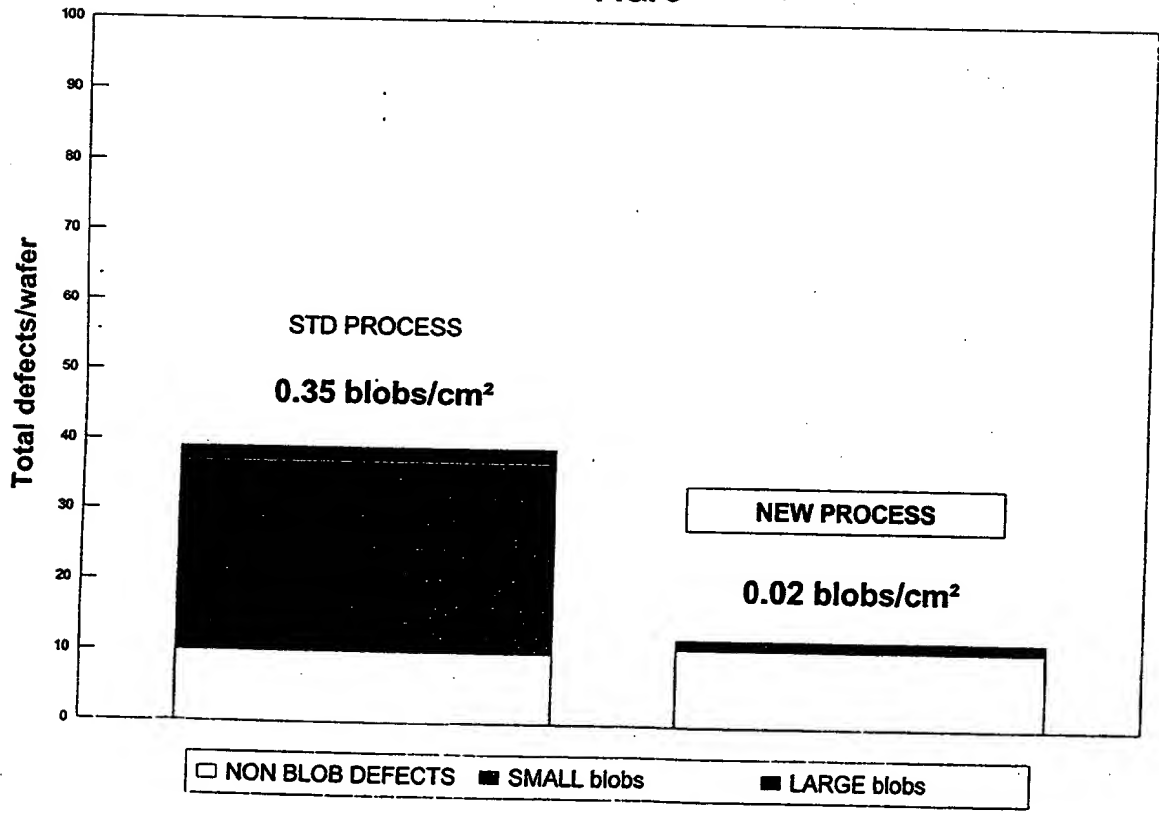 100
90
80
70
60
50
40
30
20
10
0
Total defects/wafer
STD PROCESS
0.35 blobs/cm²
NEW PROCESS
0.02 blobs/cm²
NON BLOB DEFECTS SMALL blobs LARGE blobs